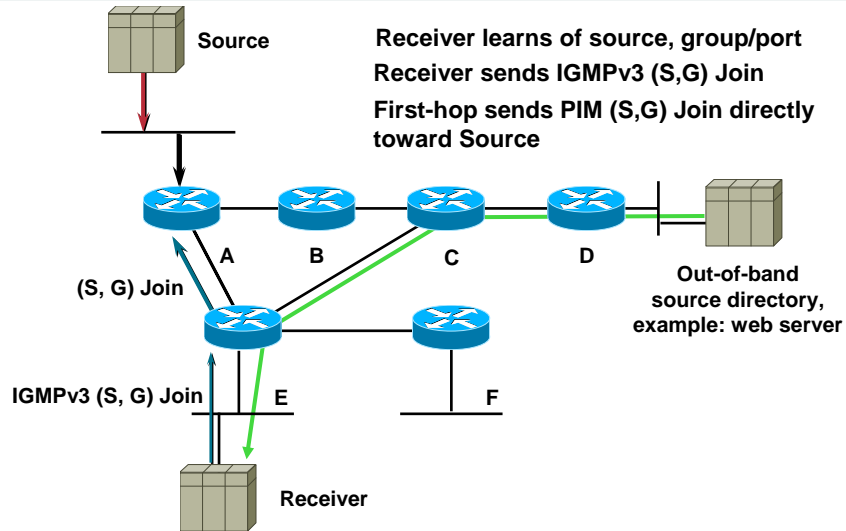 Source
Receiver learns of source, group/port
Receiver sends IGMPv3 (S,G) Join
First-hop sends PIM (S,G) Join directly
toward Source
A
B
C
D
(S, G) Join
Out-of-band
source directory,
example: web server
IGMPv3 (S, G) Join
E
F
Receiver